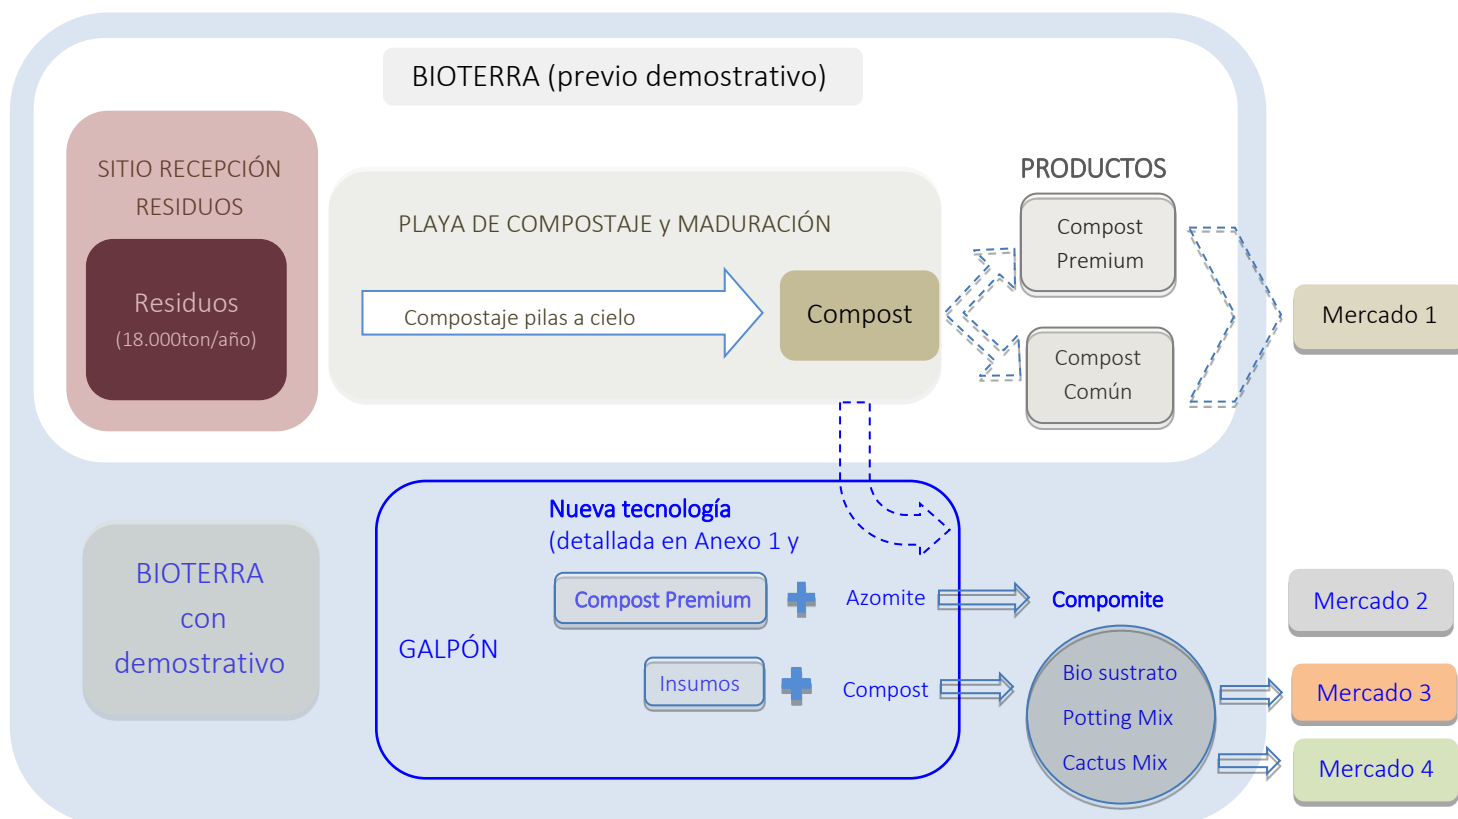 BIOTERRA (previo demostrativo)
SITIO RECEPCIÓN
RESIDUOS
Residuos
(18.000ton/año)
PLAYA DE COMPOSTAJE y MADURACIÓN
Compostaje pilas a cielo
Compost
PRODUCTOS
Compost
Premium
Compost
Común
Mercado 1
BIOTERRA
con
demostrativo
GALPÓN
Nueva tecnología
(detallada en Anexo 1 y
Compost Premium
Azomite
Compomite
Mercado 2
Insumos
Compost
Bio sustrato
Potting Mix
Cactus Mix
Mercado 3
Mercado 4